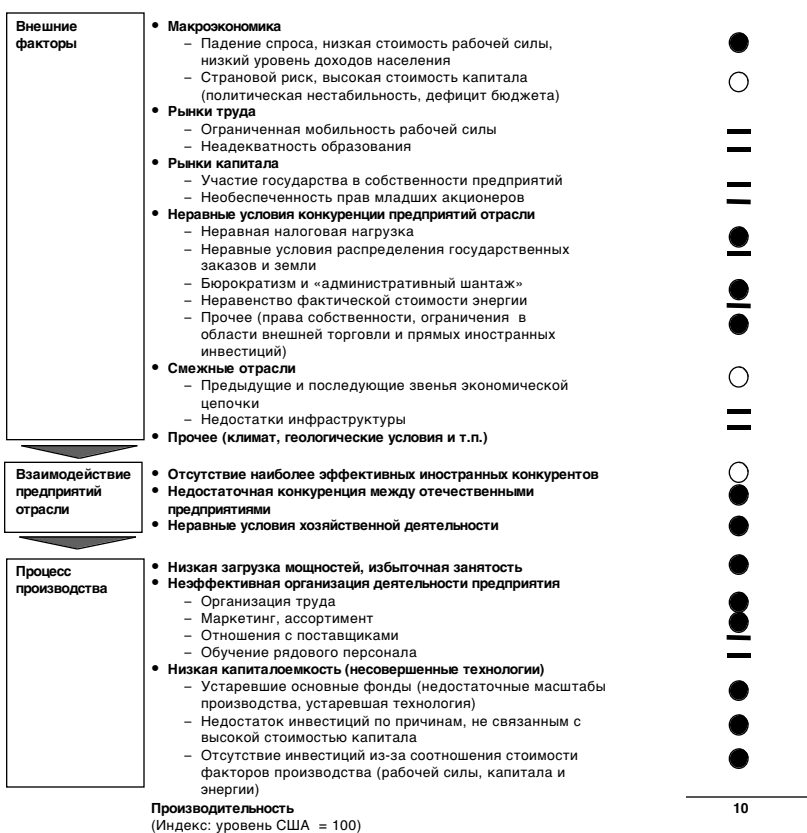 Внешние
факторы
• Макроэкономика
– Падение спроса, низкая стоимость рабочей силы,
низкий уровень доходов населения
– Страновой риск, высокая стоимость капитала
(политическая нестабильность, дефицит бюджета)
• Рынки труда
– Ограниченная мобильность рабочей силы
– Неадекватность образования
• Рынки капитала
– Участие государства в собственности предприятий
– Необеспеченность прав младших акционеров
• Неравные условия конкуренции предприятий отрасли
– Неравная налоговая нагрузка
– Неравные условия распределения государственных
заказов и земли
– Бюрократизм и «административный шантаж»
– Неравенство фактической стоимости энергии
– Прочее (права собственности, ограничения в
области внешней торговли и прямых иностранных
инвестиций)
• Смежные отрасли
– Предыдущие и последующие звенья экономической
цепочки
– Недостатки инфраструктуры
• Прочее (климат, геологические условия и т.п.)
Взаимодействие
предприятий
отрасли
• Отсутствие наиболее эффективных иностранных конкурентов
• Недостаточная конкуренция между отечественными
предприятиями
• Неравные условия хозяйственной деятельности
Процесс
производства
• Низкая загрузка мощностей, избыточная занятость
• Неэффективная организация деятельности предприятия
– Организация труда
– Маркетинг, ассортимент
– Отношения с поставщиками
– Обучение рядового персонала
• Низкая капиталоемкость (несовершенные технологии)
– Устаревшие основные фонды (недостаточные масштабы
производства, устаревшая технология)
– Недостаток инвестиций по причинам, не связанным с
высокой стоимостью капитала
– Отсутствие инвестиций из-за соотношения стоимости
факторов производства (рабочей силы, капитала и
энергии)
Производительность 10
(Индекс: уровень США = 100)